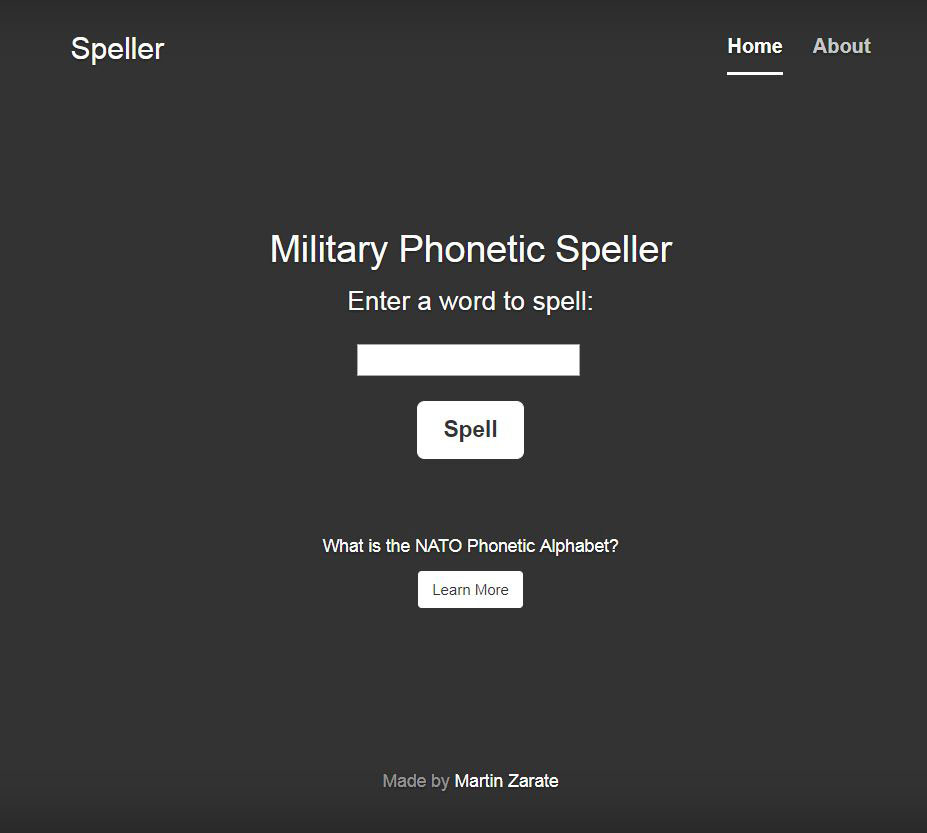 Speller
Home About
Military Phonetic Speller
Enter a word to spell:
Spell
What is the NATO Phonetic Alphabet?
Learn More
Made by Martin Zarate